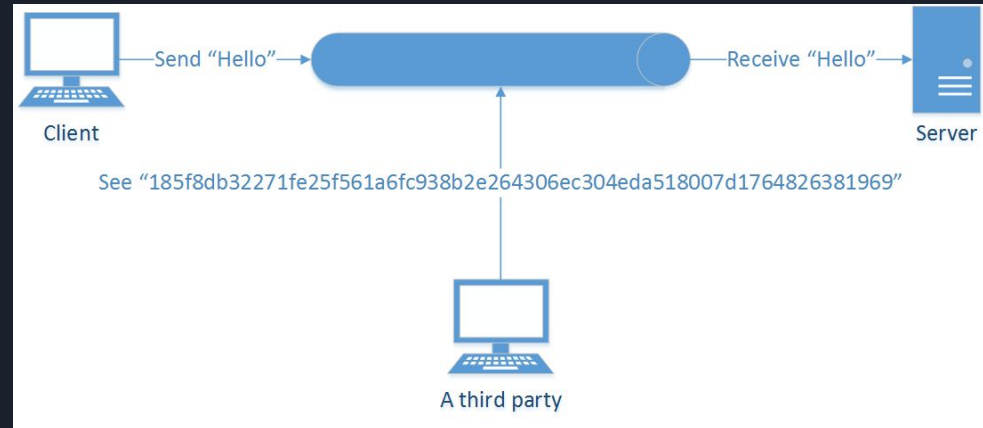 Send “Hello”
Receive “Hello”
Client
Server
See “185f8db32271fe25f561a6fc938b2e264306ec304eda518007d1764826381969”
A third party